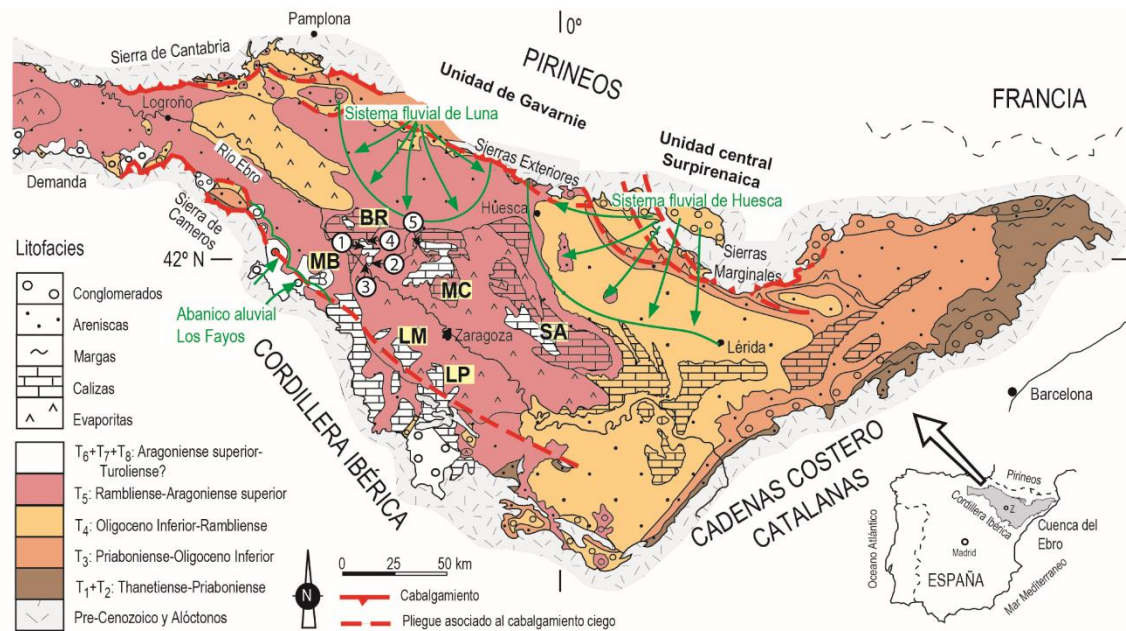 Pamplona
0º
Sierra de Cantabria
PIRINEOS
Unidad de Gavarnie
FRANCIA
Logroño
Sistema fluvial de Luna
Unidad central
Surpirenaica
Río Ebro
Sierras Exteriores
Demanda
Sierra de
Cameros
BR
5
Huesca
Sistema fluvial de Huesca
Litofacies
1
4
Sierras
Marginales
42º N
MB
2
Conglomerados
3
MC
Areniscas
Abanico aluvial
Los Fayos
Margas
LM
Zaragoza
SA
Lérida
Calizas
LP
Barcelona
Evaporitas
CORDILLERA IBÉRICA
T6+T7+T8: Aragoniense superior-
Turoliense?
CADENAS COSTERO
CATALANAS
T5: Rambliense-Aragoniense superior
Pirineos
T4: Oligoceno Inferior-Rambliense
Cordillera Ibérica
Z
Cuenca del
Ebro
T3: Priaboniense-Oligoceno Inferior
0 25 50 km
Océano Atlántico
Madrid
T1+T2: Thanetiense-Priaboniense
N
Cabalgamiento
ESPAÑA
Mar Mediterráneo
Pre-Cenozoico y Alóctonos
Pliegue asociado al cabalgamiento ciego